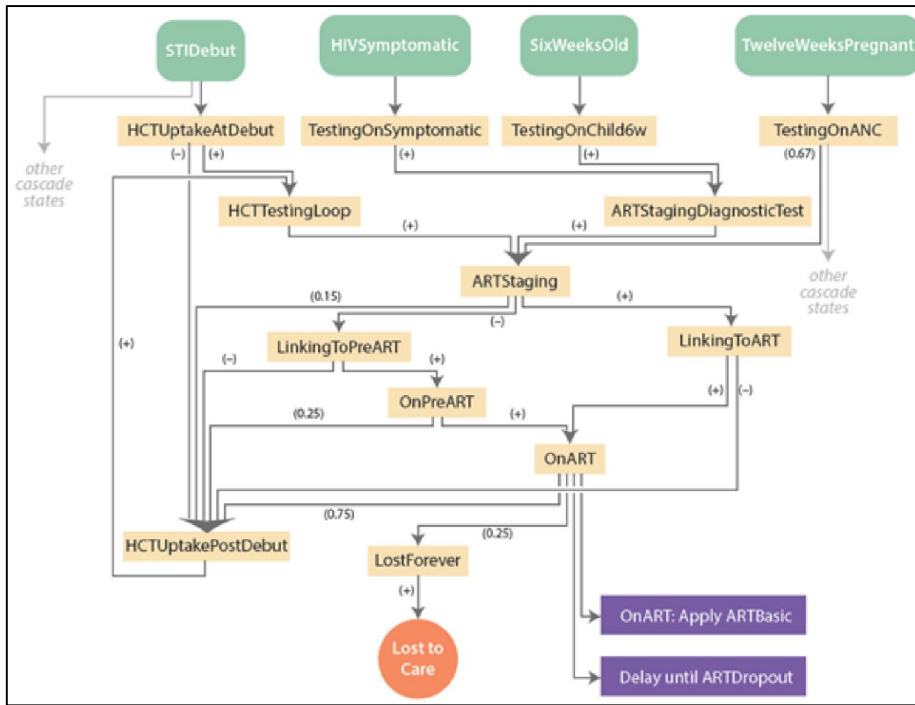 STIDebut
HIVSymptomatic
SixWeeksOld
TwelveWeeksPregnant
HCTUptakeAtDebut
TestingOnSymptomatic
TestingOnChild6w
TestingOnANC
(–)
(+)
(+)
(+)
(0.67)
other
cascade
states
HCTTestingLoop
ARTStagingDiagnosticTest
(+)
(+)
ARTStaging
other
cascade
states
(0.15)
(–)
(+)
(+)
LinkingToPreART
LinkingToART
(–)
(+)
(+)
(–)
OnPreART
(0.25)
(+)
OnART
(0.75)
(0.25)
HCTUptakePostDebut
LostForever
(+)
OnART: Apply ARTBasic
Lost to
Care
Delay until ARTDropout